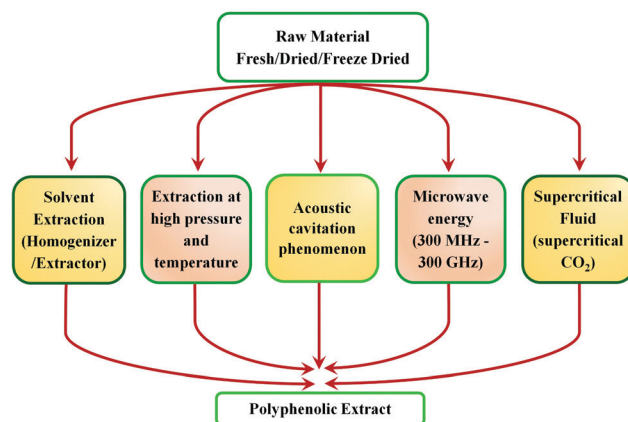 Raw Material
Fresh/Dried/Freeze Dried
Solvent
Extraction
(Homogenizer
/Extractor)
Extraction at
high pressure
and
temperature
Acoustic
cavitation
phenomenon
Microwave
energy
(300 MHz -
300 GHz)
Supercritical
Fluid
(supercritical
CO₂)
Polyphenolic Extract